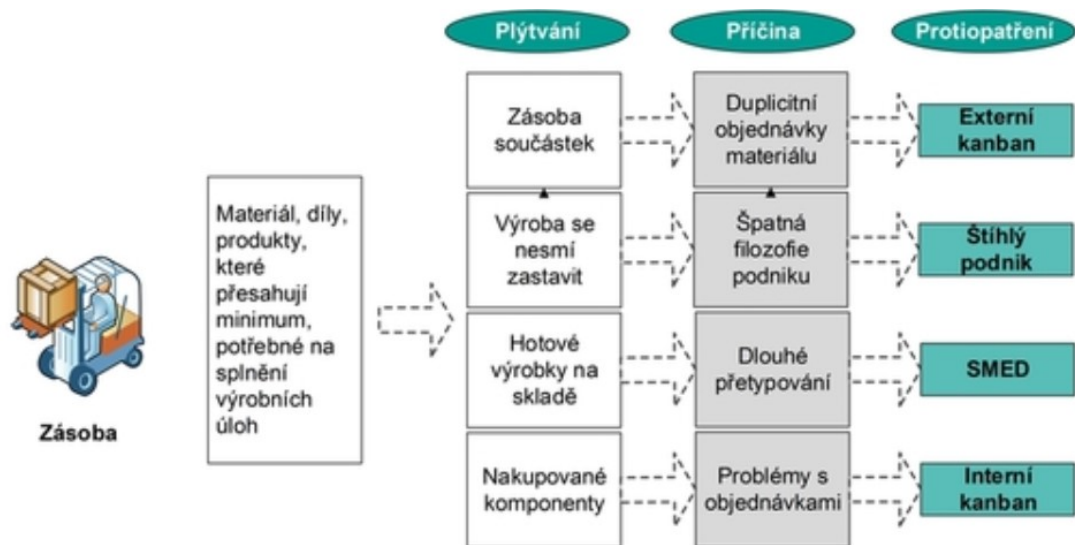 Plýtvání
Příčina
Protiopatření
Zásoba
součástek
Duplicitní
objednávky
materiálu
Externí
kanban
Materiál, díly,
produkty,
které
přesahují
minimum,
potřebné na
splnění
výrobních
úloh
Zásoba
Výroba se
nesmí
zastavit
Špatná
filozofie
podniku
Štíhlý
podnik
Hotové
výrobky na
skladě
Dlouhé
přetypování
SMED
Nakupované
komponenty
Problémy s
objednávkami
Interní
kanban